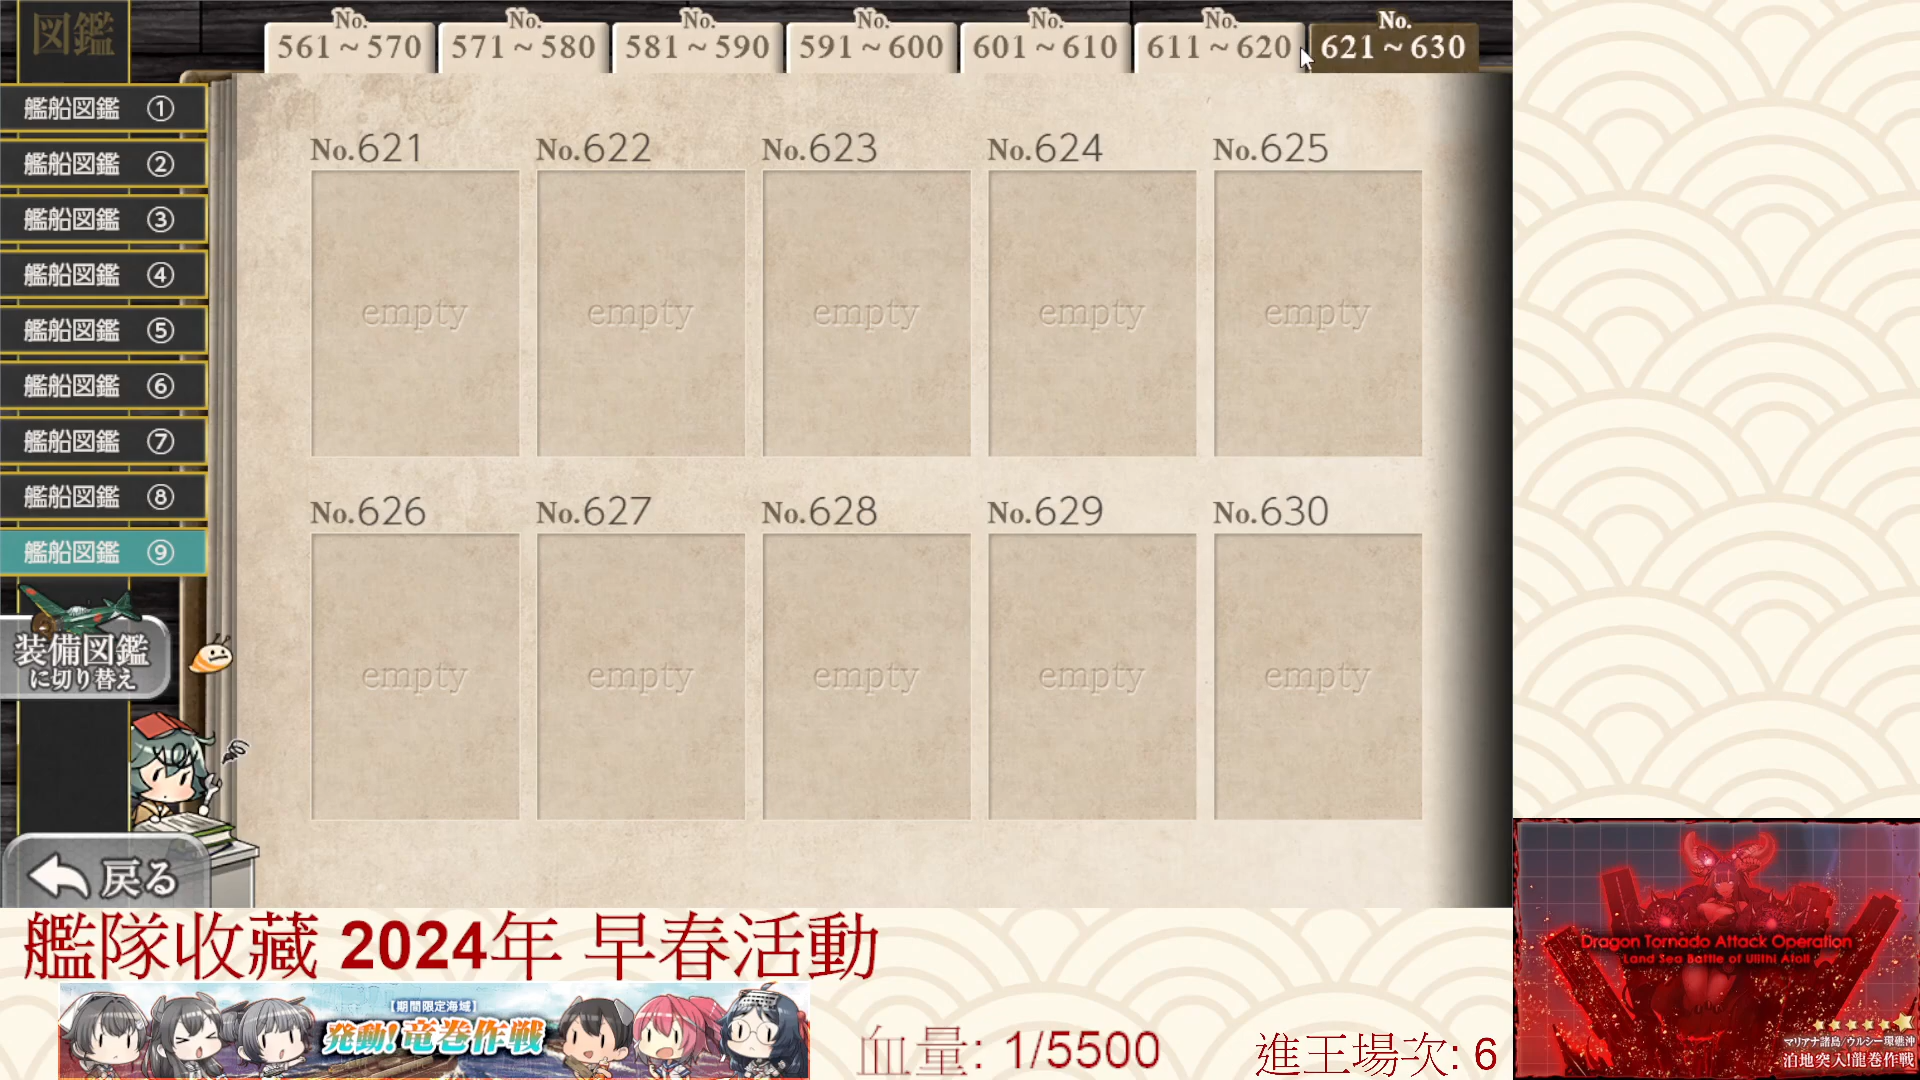 図鑑
No.
561~570
No.
571~580
No.
581~590
No.
591~600
No.
601~610
No.
611~620
No.
621~630
艦船図鑑 ①
艦船図鑑 ②
艦船図鑑 ③
艦船図鑑 ④
艦船図鑑 ⑤
艦船図鑑 ⑥
艦船図鑑 ⑦
艦船図鑑 ⑧
艦船図鑑 ⑨
装備図鑑
に切り替え
戻る
No.621
empty
No.622
empty
No.623
empty
No.624
empty
No.625
empty
No.626
empty
No.627
empty
No.628
empty
No.629
empty
No.630
empty
艦隊收藏 2024年 早春活動
【期間限定海域】
発動!竜巻作戦
血量: 1/5500
進王場次: 6
Dragon Tornado Attack Operation
Land Sea Battle of Ulithi Atoll
マリアナ諸島/ウルシー環礁沖
泊地突入!龍巻作戦